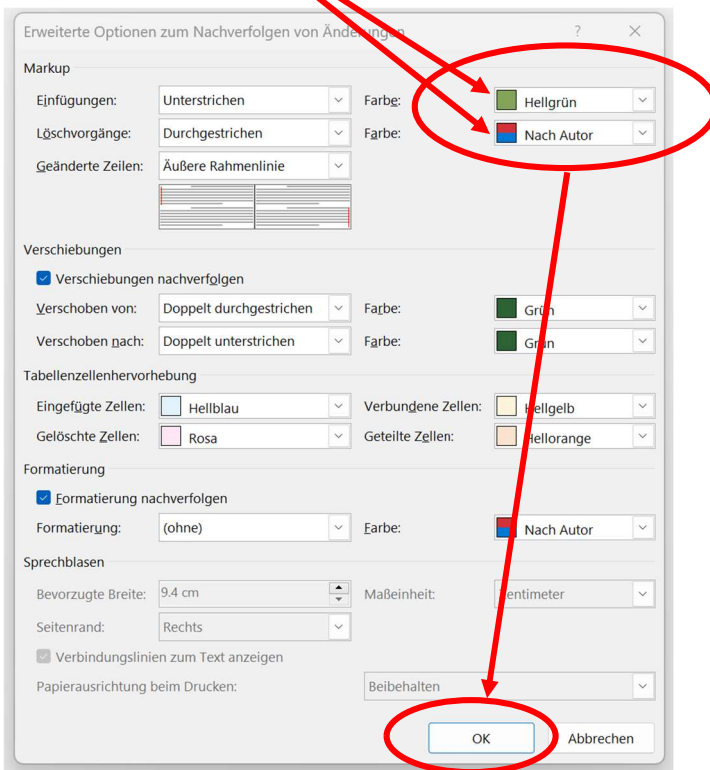 Erweiterte Optionen zum Nachverfolgen von Änderungen ?
Markup
Einfügungen: Unterstrichen Farbe: Hellgrün
Löschvorgänge: Durchgestrichen Farbe: Nach Autor
Geänderte Zeilen: Äußere Rahmenlinie
Verschiebungen
Verschiebungen nachverfolgen
Verschoben von: Doppelt durchgestrichen Farbe: Grün
Verschoben nach: Doppelt unterstrichen Farbe: Grün
Tabellenzellenhervorhebung
Eingefügte Zellen: Hellblau Verbundene Zellen: Hellgelb
Gelöschte Zellen: Rosa Geteilte Zellen: Hellorange
Formatierung
Formatierung nachverfolgen
Formatierung: (ohne) Farbe: Nach Autor
Sprechblasen
Bevorzugte Breite: 9.4 cm Maßeinheit: Zentimeter
Seitenrand: Rechts
Verbindungslinien zum Text anzeigen
Papierausrichtung beim Drucken: Beibehalten
OK Abbrechen